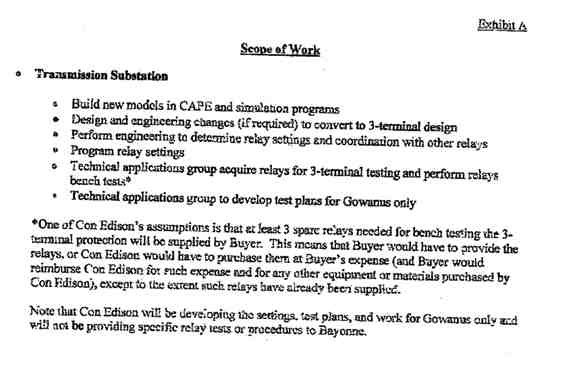 Exhibit A
Scope of Work
Transmission Substation
Build new models in CAPE and simulation programs
Design and engineering changes (if required) to convert to 3-terminal design
Perform engineering to determine relay settings and coordination with other relays
Program relay settings
Technical applications group acquire relays for 3-terminal testing and perform relays
bench tests*
Technical applications group to develop test plans for Gowanus only
*One of Con Edison's assumptions is that at least 3 spare relays needed for bench testing the 3-
terminal protection will be supplied by Buyer. This means that Buyer would have to provide the
relays, or Con Edison would have to purchase them at Buyer's expense (and Buyer would
reimburse Con Edison for such expense and for any other equipment or materials purchased by
Con Edison), except to the extent such relays have already been supplied.
Note that Con Edison will be developing the settings, test plans, and work for Gowanus only and
will not be providing specific relay tests or procedures to Bayonne.